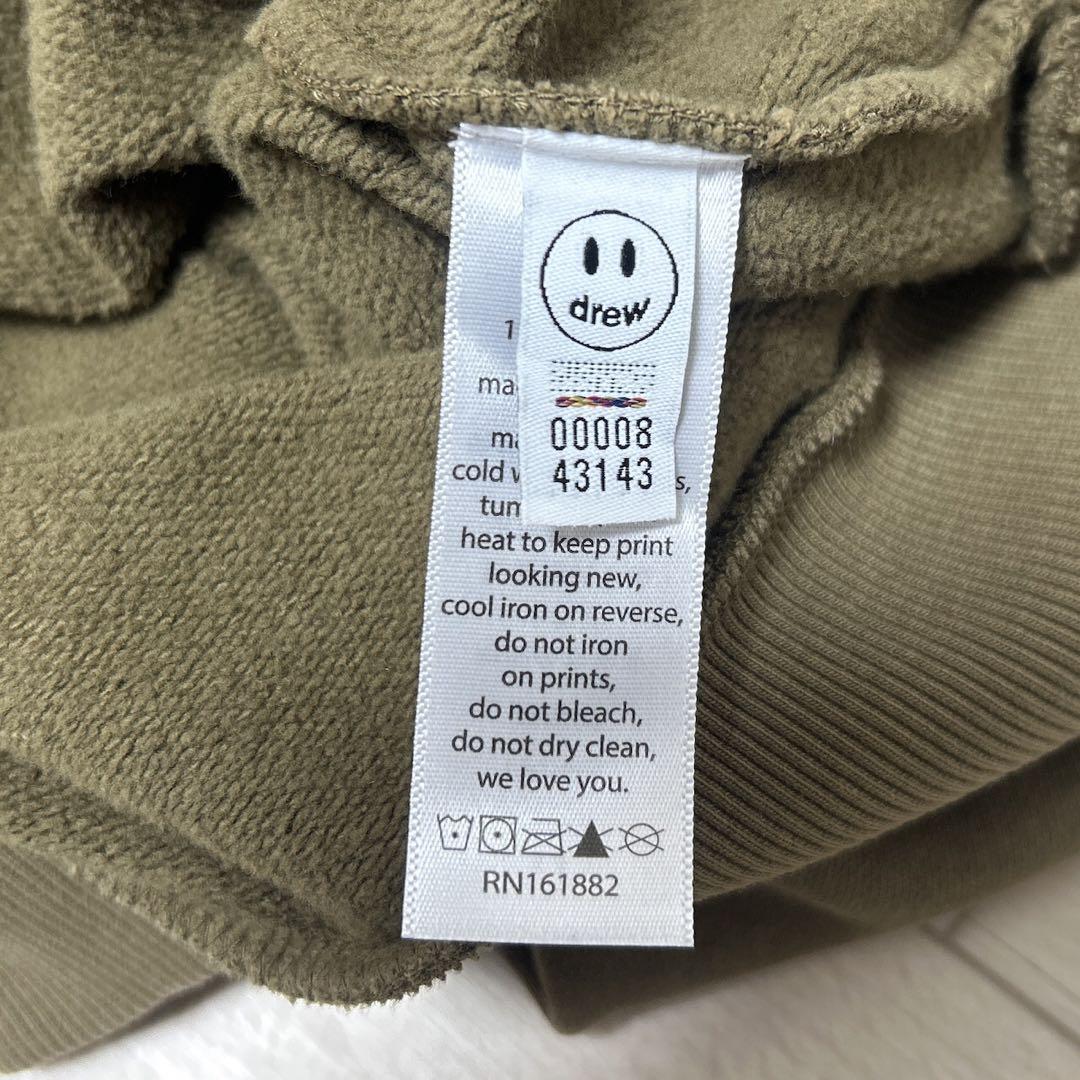 drew
00008
43143
heat to keep print
looking new,
cool iron on reverse,
do not iron
on prints,
do not bleach,
do not dry clean,
we love you.
RN161882